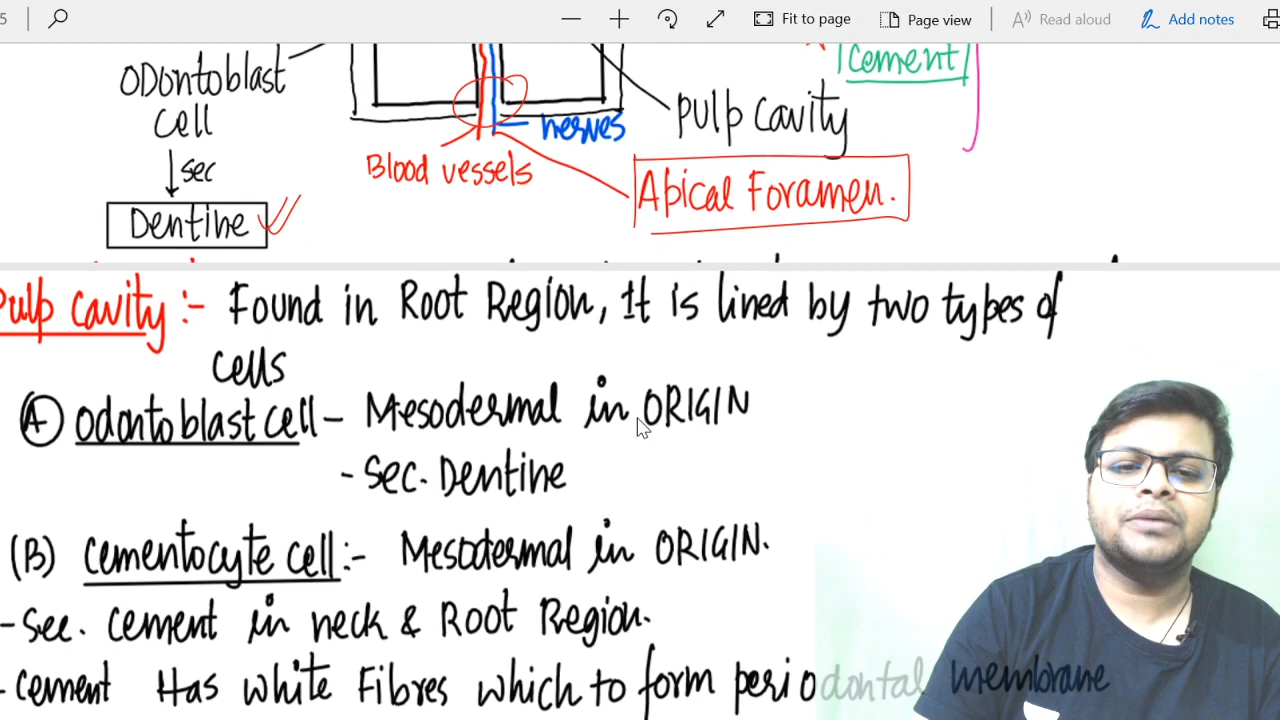 5
Fit to page
Page view
Read aloud
Add notes
ODontoblast
cell
sec
Dentine
nerves
Blood vessels
Cement
Pulp cavity
Apical Foramen.
Pulp cavity :- Found in Root Region, It is lined by two types of
cells
(A) odontoblast cell - Mesodermal in ORIGIN
- Sec. Dentine
(B) cementocyte cell :- Mesodermal in ORIGIN.
- Sec. cement in neck & Root Region.
- cement Has white Fibres which to form periodontal membrane